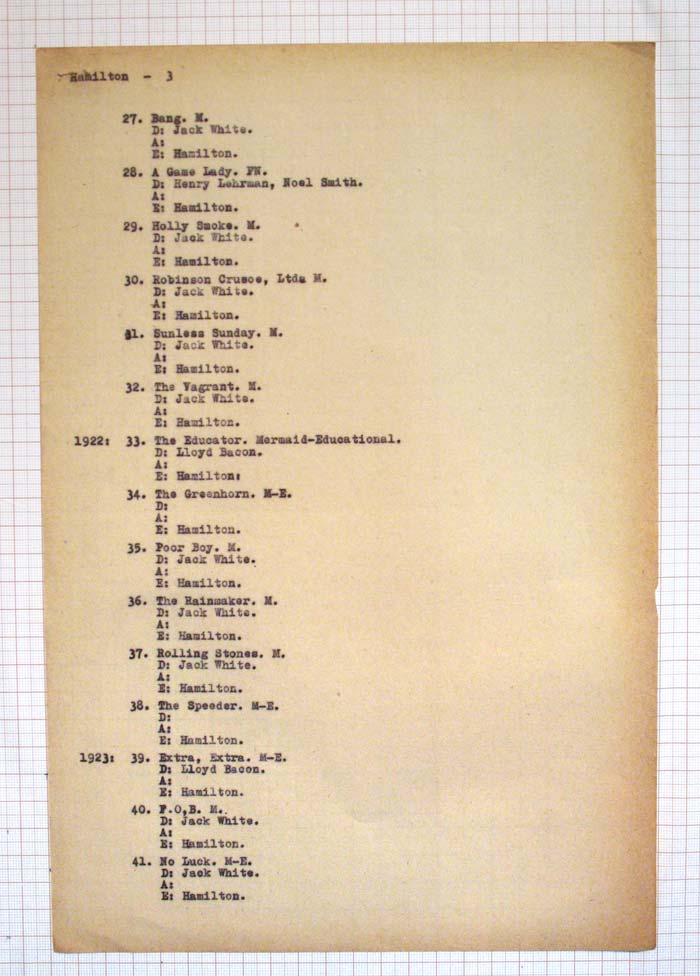 Hamilton - 3
27. Bang. M.
D: Jack White.
A:
E: Hamilton.
28. A Game Lady. FN.
D: Henry Lehrman, Noel Smith.
A:
E: Hamilton.
29. Holly Smoke. M.
D: Jack White.
A:
E: Hamilton.
30. Robinson Crusoe, Ltda M.
D: Jack White.
A:
E: Hamilton.
31. Sunless Sunday. M.
D: Jack White.
A:
E: Hamilton.
32. The Vagrant. M.
D: Jack White.
A:
E: Hamilton.
1922: 33. The Educator. Mermaid-Educational.
D: Lloyd Bacon.
A:
E: Hamilton:
34. The Greenhorn. M-E.
D:
A:
E: Hamilton.
35. Poor Boy. M.
D: Jack White.
A:
E: Hamilton.
36. The Rainmaker. M.
D: Jack White.
A:
E: Hamilton.
37. Rolling Stones. M.
D: Jack White.
A:
E: Hamilton.
38. The Speeder. M-E.
D:
A:
E: Hamilton.
1923: 39. Extra, Extra. M-E.
D: Lloyd Bacon.
A:
E: Hamilton.
40. F.O,B. M.
D: Jack White.
A:
E: Hamilton.
41. No Luck. M-E.
D: Jack White.
A:
E: Hamilton.